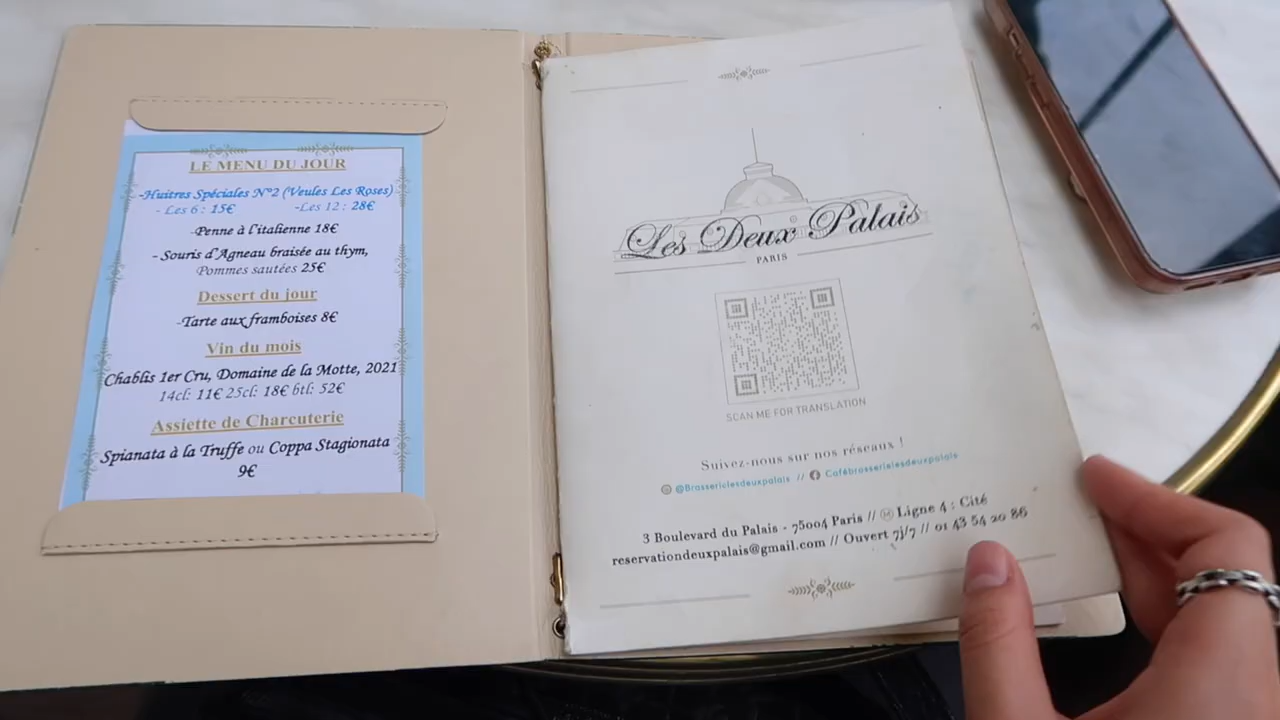 LE MENU DU JOUR
-Huîtres Spéciales N°2 (Veules Les Roses)
- Les 6 : 15€ -Les 12 : 28€
-Penne à l'italienne 18€
- Souris d'Agneau braisée au thym,
Pommes sautées 25€
Dessert du jour
-Tarte aux framboises 8€
Vin du mois
Chablis 1er Cru, Domaine de la Motte, 2021
14cl: 11€ 25cl: 18€ btl: 52€
Assiette de Charcuterie
Spianata à la Truffe ou Coppa Stagionata
9€
Les Deux Palais
PARIS
SCAN ME FOR TRANSLATION
Suivez-nous sur nos réseaux !
@Brasserielesdeuxpalais // Cafébrasserielesdeuxpalais
3 Boulevard du Palais - 75004 Paris // M Ligne 4 : Cité
reservationdeuxpalais@gmail.com // Ouvert 7j/7 // 01 43 54 20 86